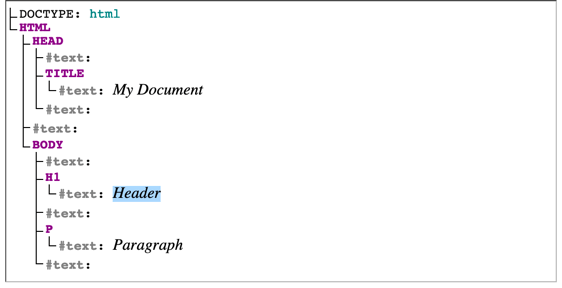 DOCTYPE: html
HTML
HEAD
#text:
TITLE
#text: My Document
#text:
#text:
BODY
#text:
H1
#text: Header
#text:
P
#text: Paragraph
#text: